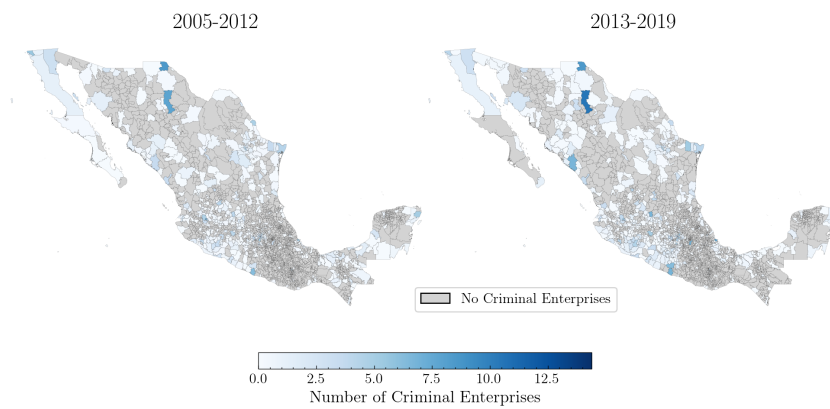 2005-2012
2013-2019
No Criminal Enterprises
0.0 2.5 5.0 7.5 10.0 12.5
Number of Criminal Enterprises